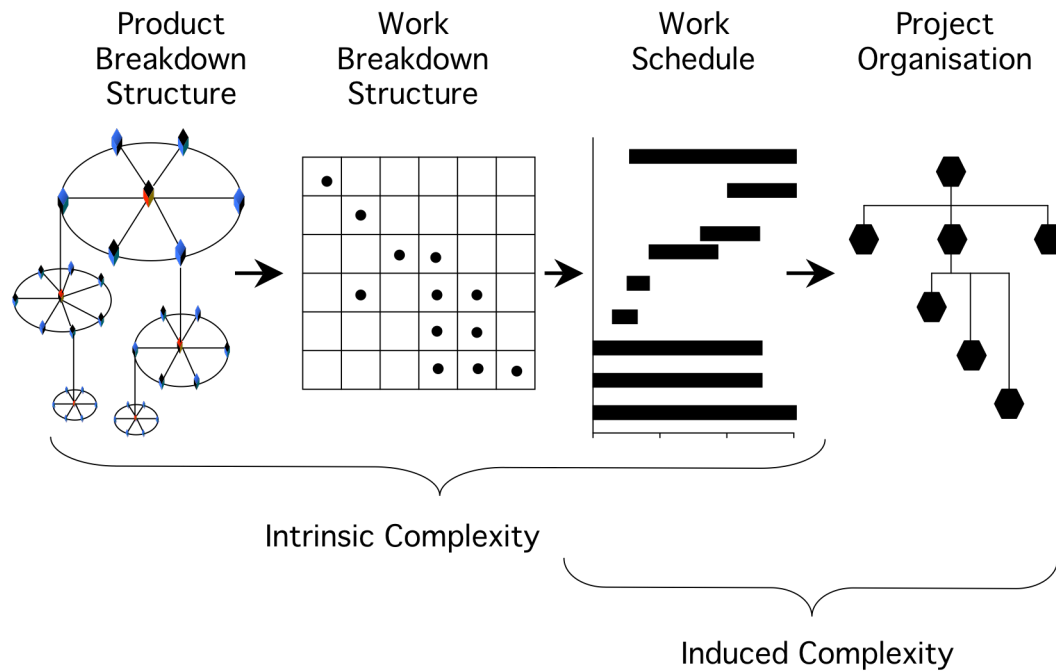 Product
Breakdown
Structure
Work
Breakdown
Structure
Work
Schedule
Project
Organisation
Intrinsic Complexity
Induced Complexity